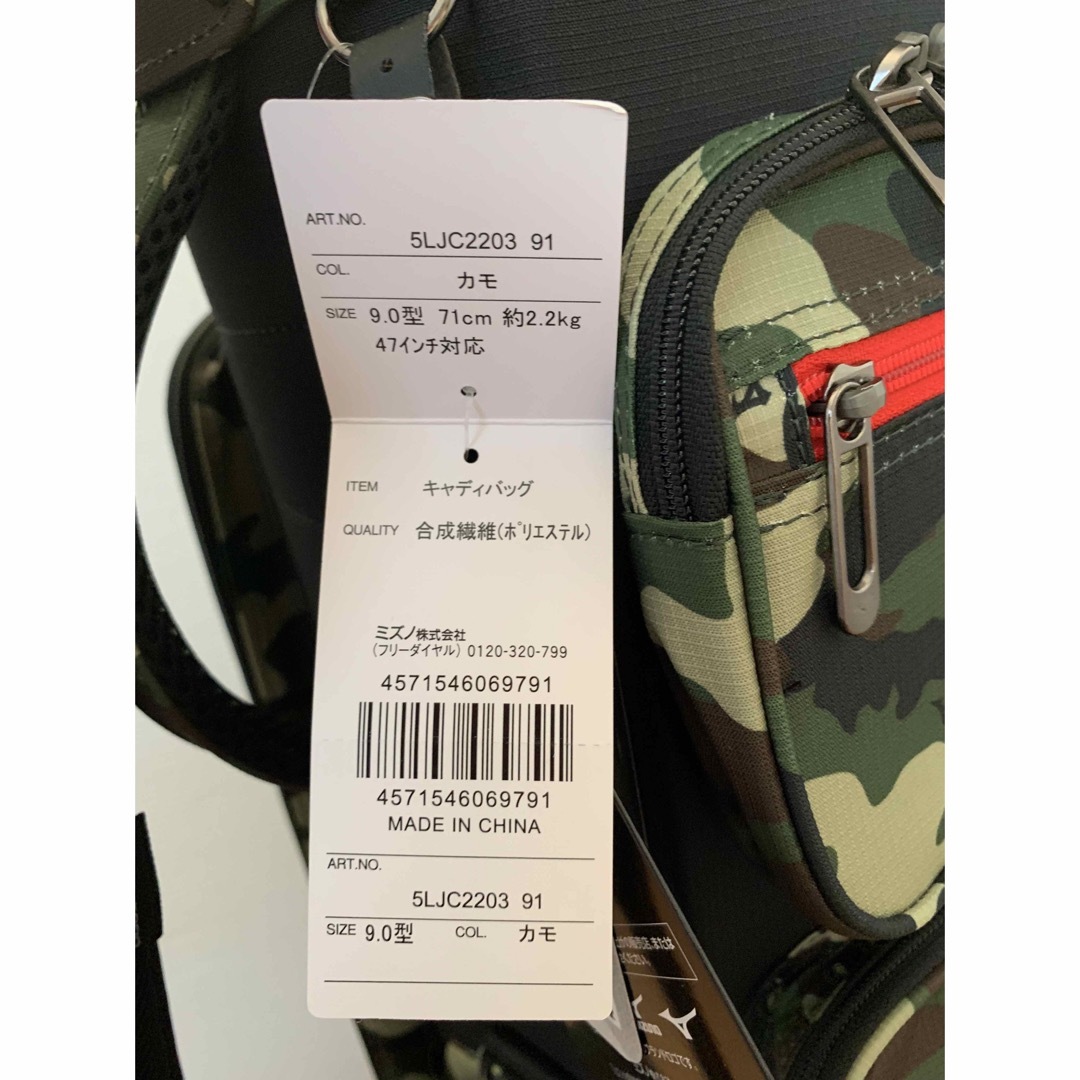 ART.NO.
5LJC2203 91
COL.
カモ
SIZE 9.0型 71cm 約2.2kg
47インチ対応
ITEM キャディバッグ
QUALITY 合成繊維(ポリエステル)
ミズノ株式会社
(フリーダイヤル) 0120-320-799
4571546069791
4571546069791
MADE IN CHINA
ART.NO.
5LJC2203 91
SIZE 9.0型 COL. カモ